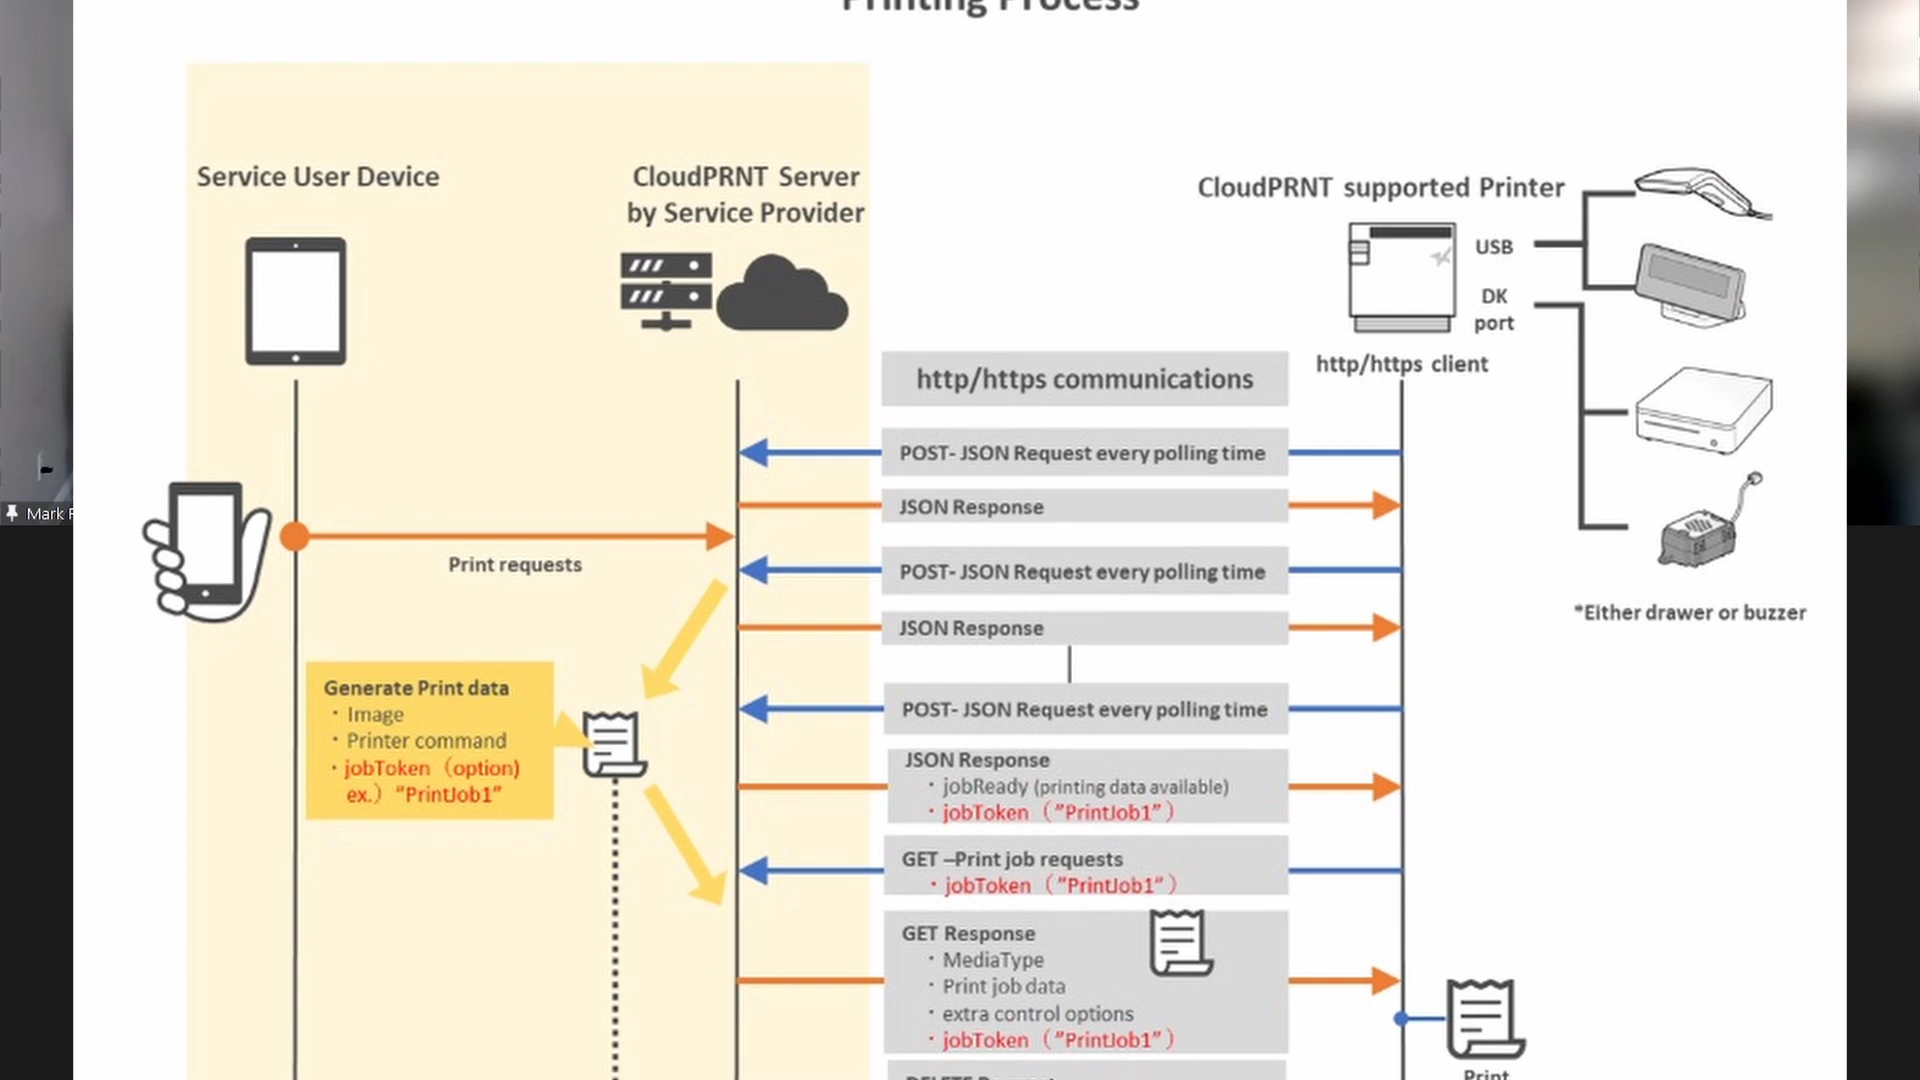 Printing Process
Service User Device
CloudPRNT Server
by Service Provider
CloudPRNT supported Printer
USB
DK
port
http/https client
http/https communications
POST- JSON Request every polling time
JSON Response
Mark
Print requests
POST- JSON Request every polling time
JSON Response
*Either drawer or buzzer
Generate Print data
・Image
・Printer command
・jobToken（option)
ex.）“PrintJob1”
POST- JSON Request every polling time
JSON Response
・jobReady (printing data available)
・jobToken（”PrintJob1”）
GET –Print job requests
・jobToken（”PrintJob1”）
GET Response
・MediaType
・Print job data
・extra control options
・jobToken（”PrintJob1”）
Print